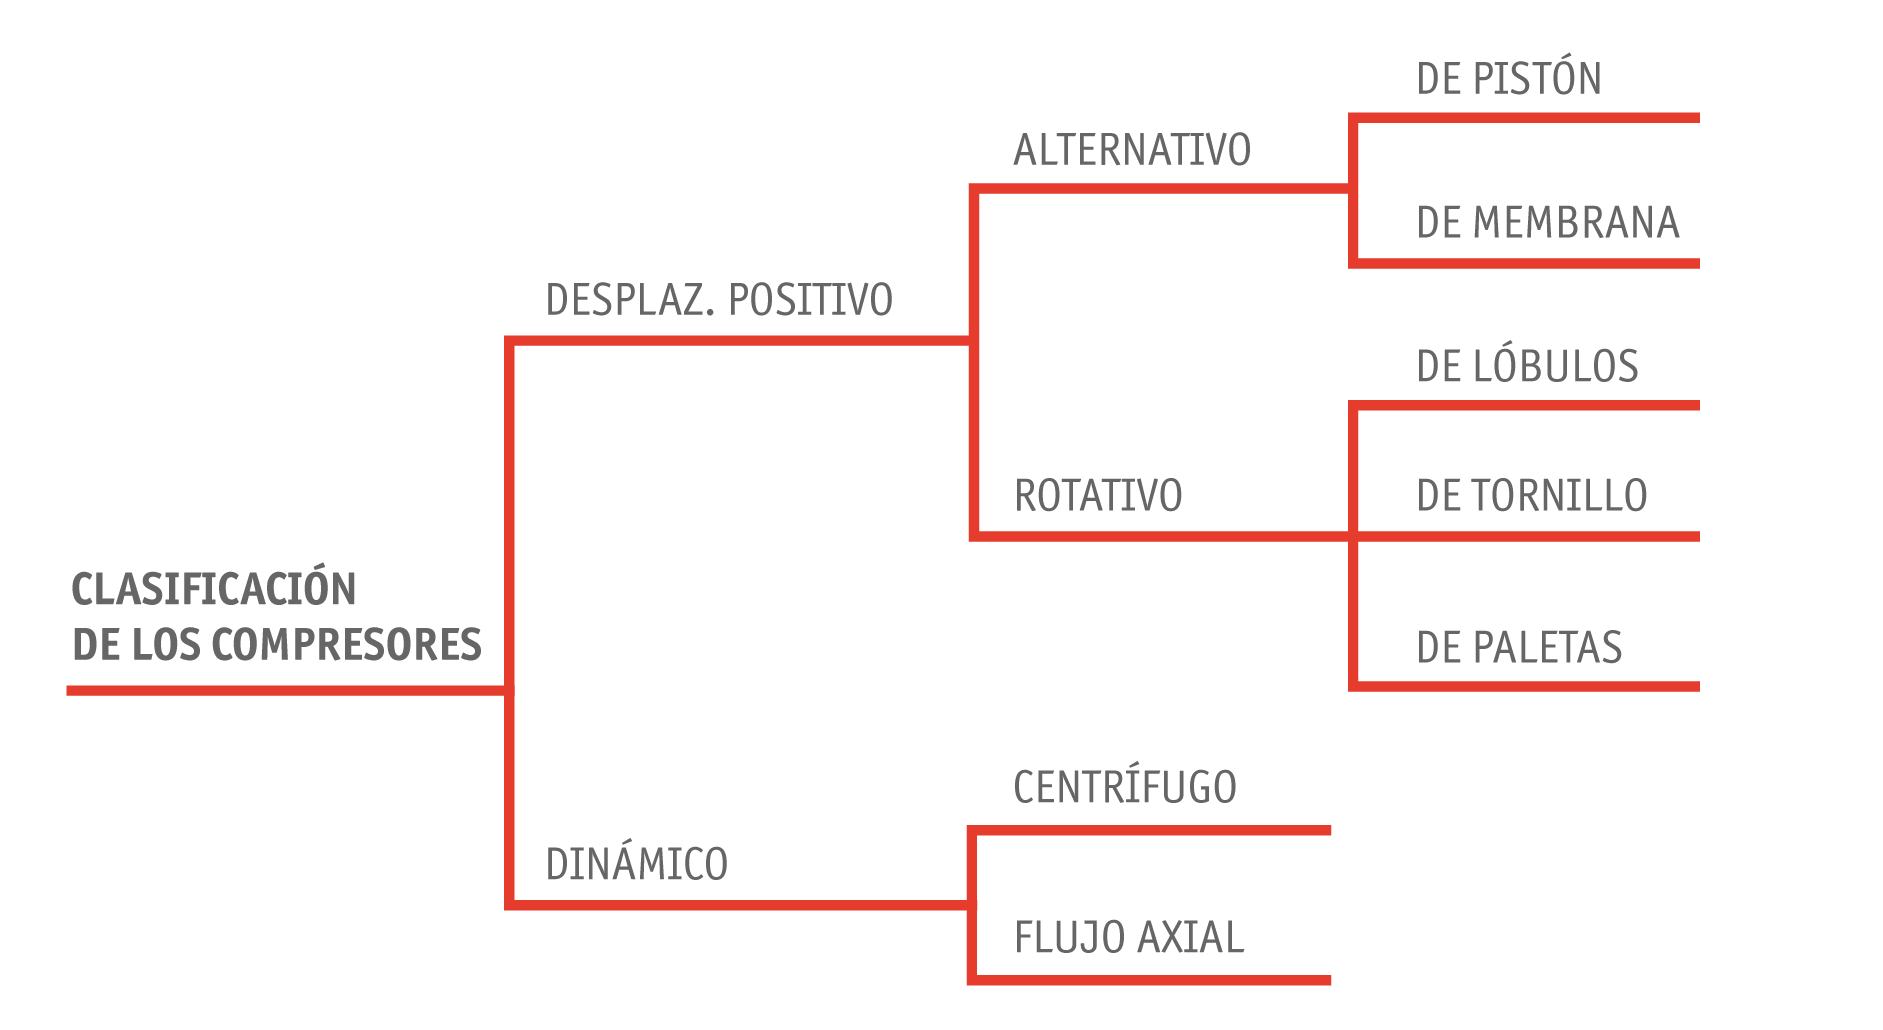 CLASIFICACIÓN
DE LOS COMPRESORES
DESPLAZ. POSITIVO
ALTERNATIVO
DE PISTÓN
DE MEMBRANA
ROTATIVO
DE LÓBULOS
DE TORNILLO
DE PALETAS
DINÁMICO
CENTRÍFUGO
FLUJO AXIAL